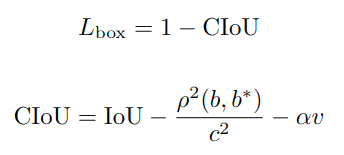 L_box = 1 − CIoU
CIoU = IoU − ρ²(b, b*) / c² − αv